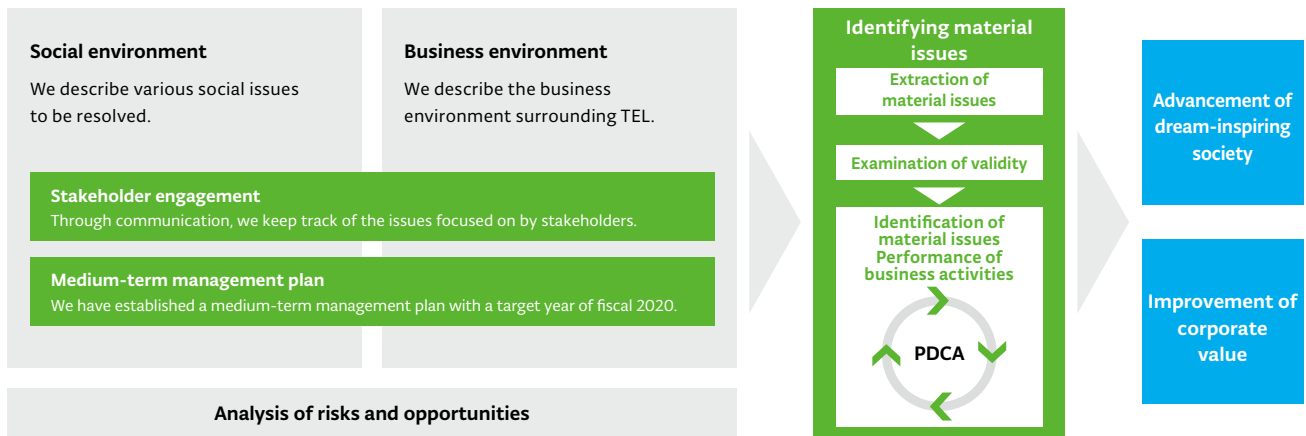 Social environment
We describe various social issues
to be resolved.
Business environment
We describe the business
environment surrounding TEL.
Stakeholder engagement
Through communication, we keep track of the issues focused on by stakeholders.
Medium-term management plan
We have established a medium-term management plan with a target year of fiscal 2020.
Analysis of risks and opportunities
Identifying material
issues
Extraction of
material issues
Examination of validity
Identification of
material issues
Performance of
business activities
PDCA
Advancement of
dream-inspiring
society
Improvement of
corporate
value